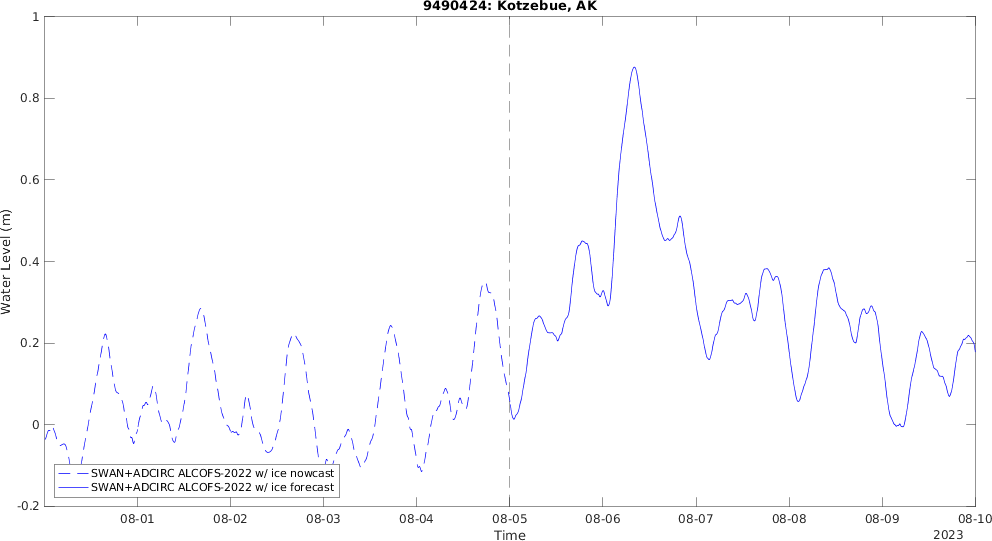 9490424: Kotzebue, AK
1
0.8
0.6
0.4
0.2
0
-0.2
Water Level (m)
SWAN+ADCIRC ALCOFS-2022 w/ ice nowcast
SWAN+ADCIRC ALCOFS-2022 w/ ice forecast
08-01 08-02 08-03 08-04 08-05 08-06 08-07 08-08 08-09 08-10
Time
2023